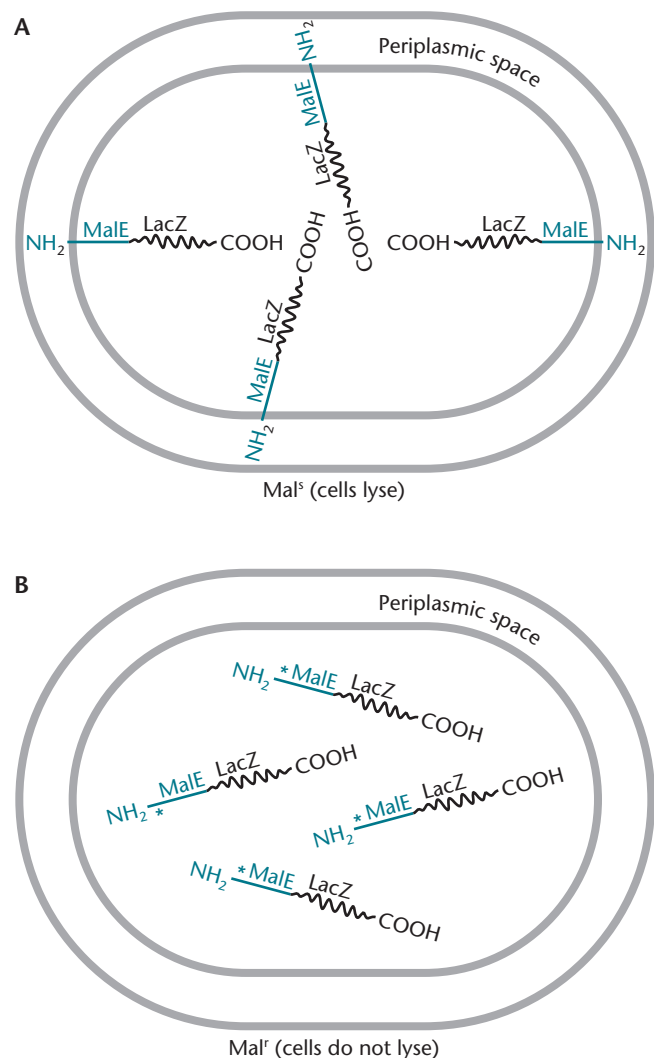 A
Periplasmic space
NH₂
MalE
LacZ
COOH
NH₂ MalE LacZ COOH
COOH LacZ MalE NH₂
COOH
LacZ
MalE
NH₂
Malˢ (cells lyse)
B
Periplasmic space
NH₂ *MalE LacZ COOH
NH₂ * MalE LacZ COOH
NH₂ *MalE LacZ COOH
NH₂ *MalE LacZ COOH
Malʳ (cells do not lyse)